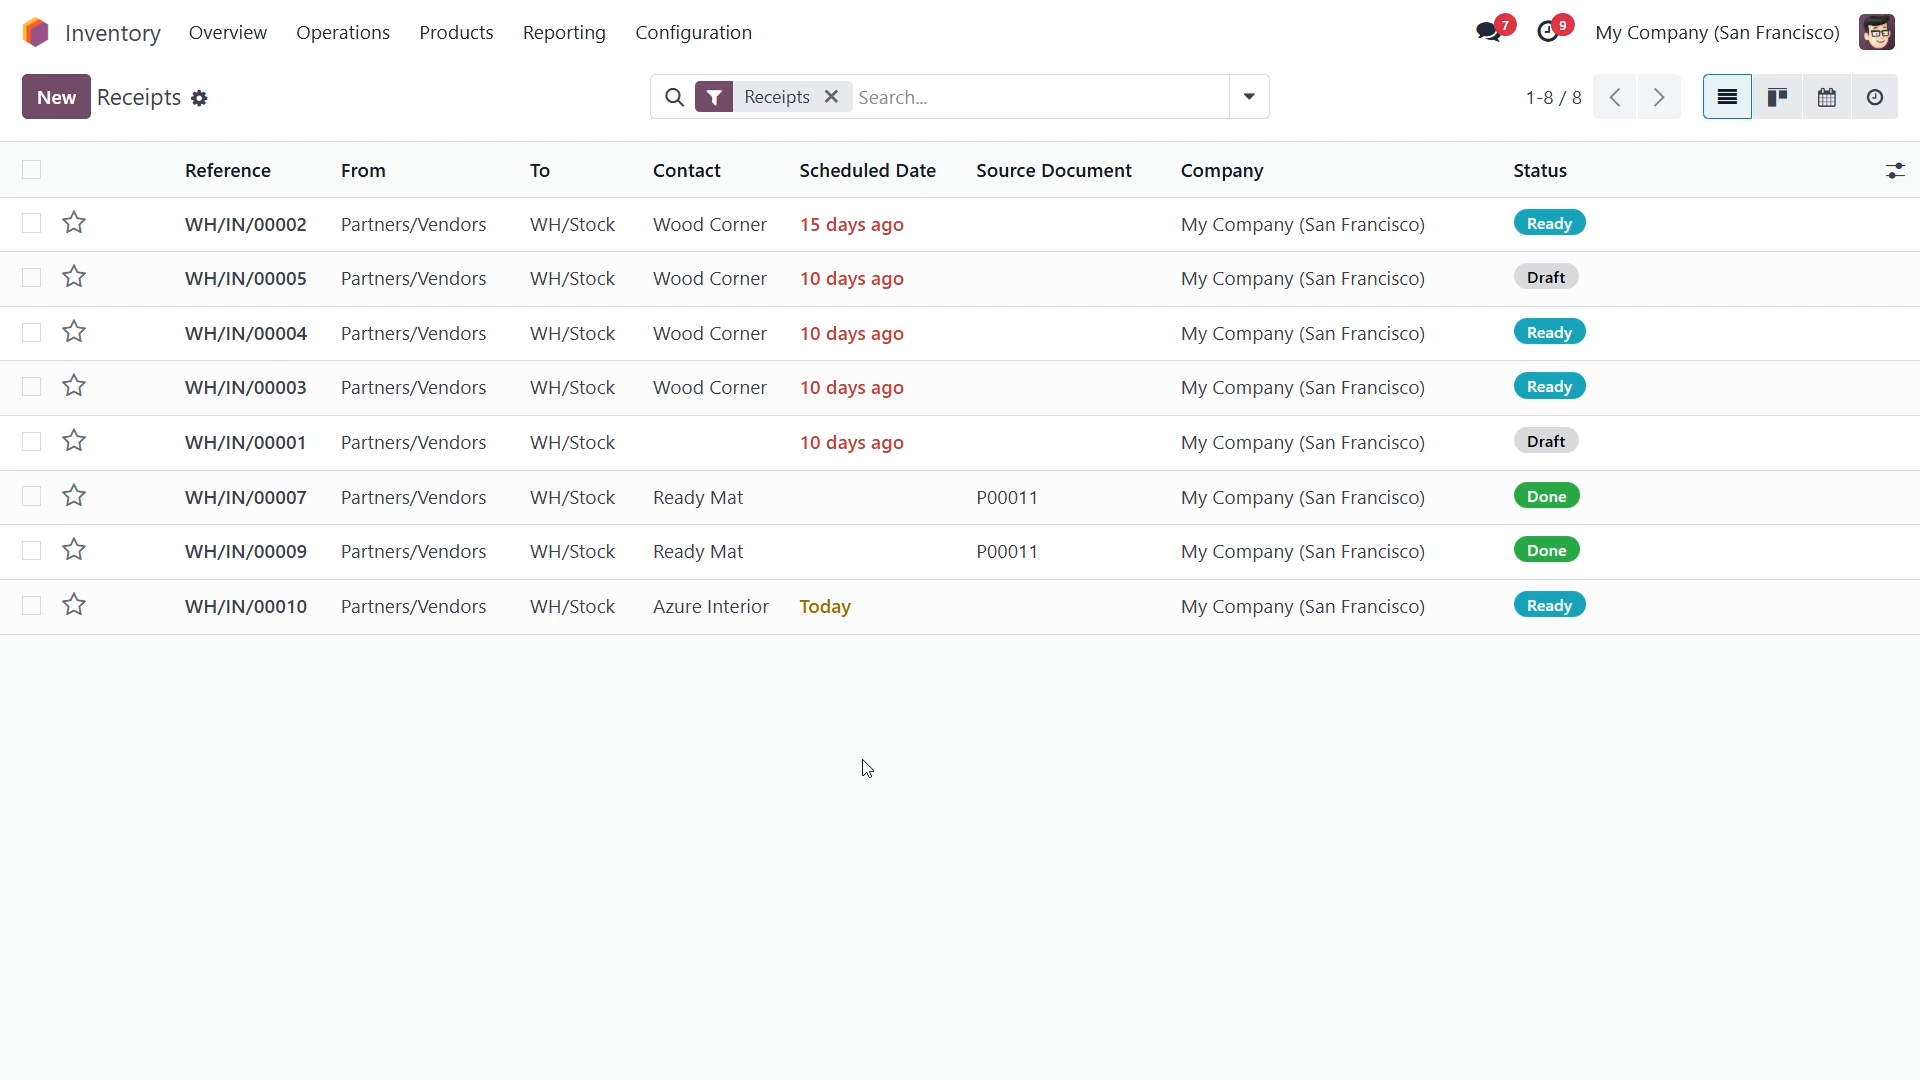 Inventory Overview Operations Products Reporting Configuration 7 9 My Company (San Francisco)
New Receipts Receipts Search... 1-8 / 8
Reference From To Contact Scheduled Date Source Document Company Status
WH/IN/00002 Partners/Vendors WH/Stock Wood Corner 15 days ago My Company (San Francisco) Ready
WH/IN/00005 Partners/Vendors WH/Stock Wood Corner 10 days ago My Company (San Francisco) Draft
WH/IN/00004 Partners/Vendors WH/Stock Wood Corner 10 days ago My Company (San Francisco) Ready
WH/IN/00003 Partners/Vendors WH/Stock Wood Corner 10 days ago My Company (San Francisco) Ready
WH/IN/00001 Partners/Vendors WH/Stock 10 days ago My Company (San Francisco) Draft
WH/IN/00007 Partners/Vendors WH/Stock Ready Mat P00011 My Company (San Francisco) Done
WH/IN/00009 Partners/Vendors WH/Stock Ready Mat P00011 My Company (San Francisco) Done
WH/IN/00010 Partners/Vendors WH/Stock Azure Interior Today My Company (San Francisco) Ready